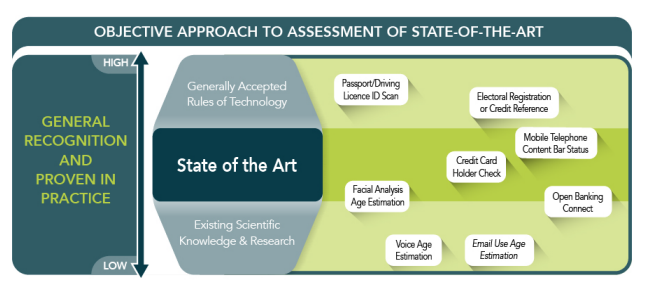 OBJECTIVE APPROACH TO ASSESSMENT OF STATE-OF-THE-ART
HIGH
GENERAL
RECOGNITION
AND
PROVEN IN
PRACTICE
LOW
Generally Accepted
Rules of Technology
State of the Art
Existing Scientific
Knowledge & Research
Passport/Driving
Licence ID Scan
Electoral Registration
or Credit Reference
Mobile Telephone
Content Bar Status
Credit Card
Holder Check
Facial Analysis
Age Estimation
Open Banking
Connect
Voice Age
Estimation
Email Use Age
Estimation